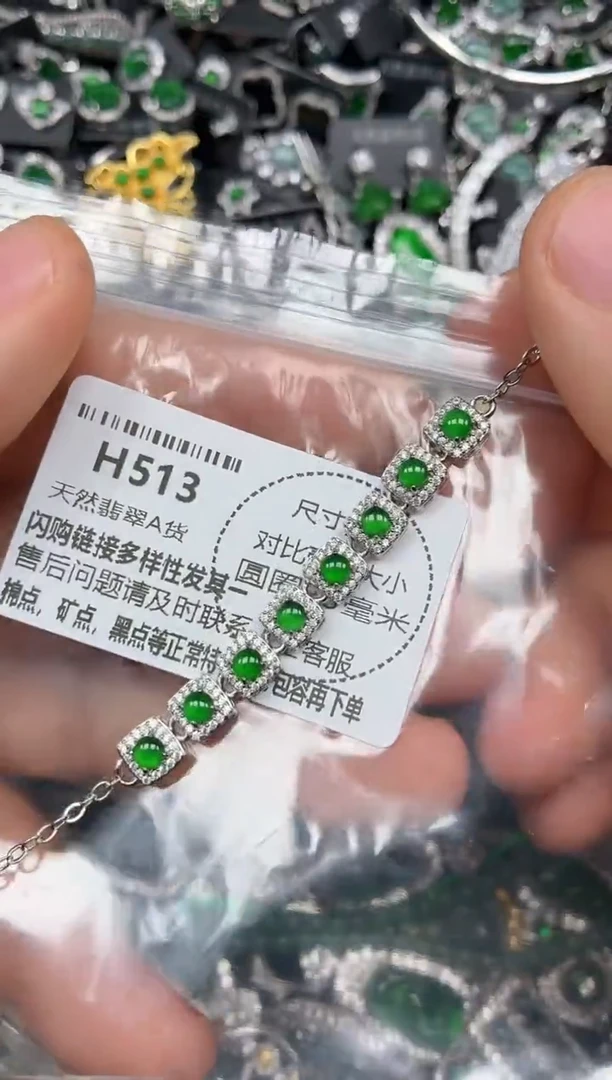 H513
天然翡翠A货
闪购链接多样性发其一
售后问题请及时联系客服
棉点，矿点，黑点等正常特 包容再下单
尺寸
对比 大小
圆圈 毫米